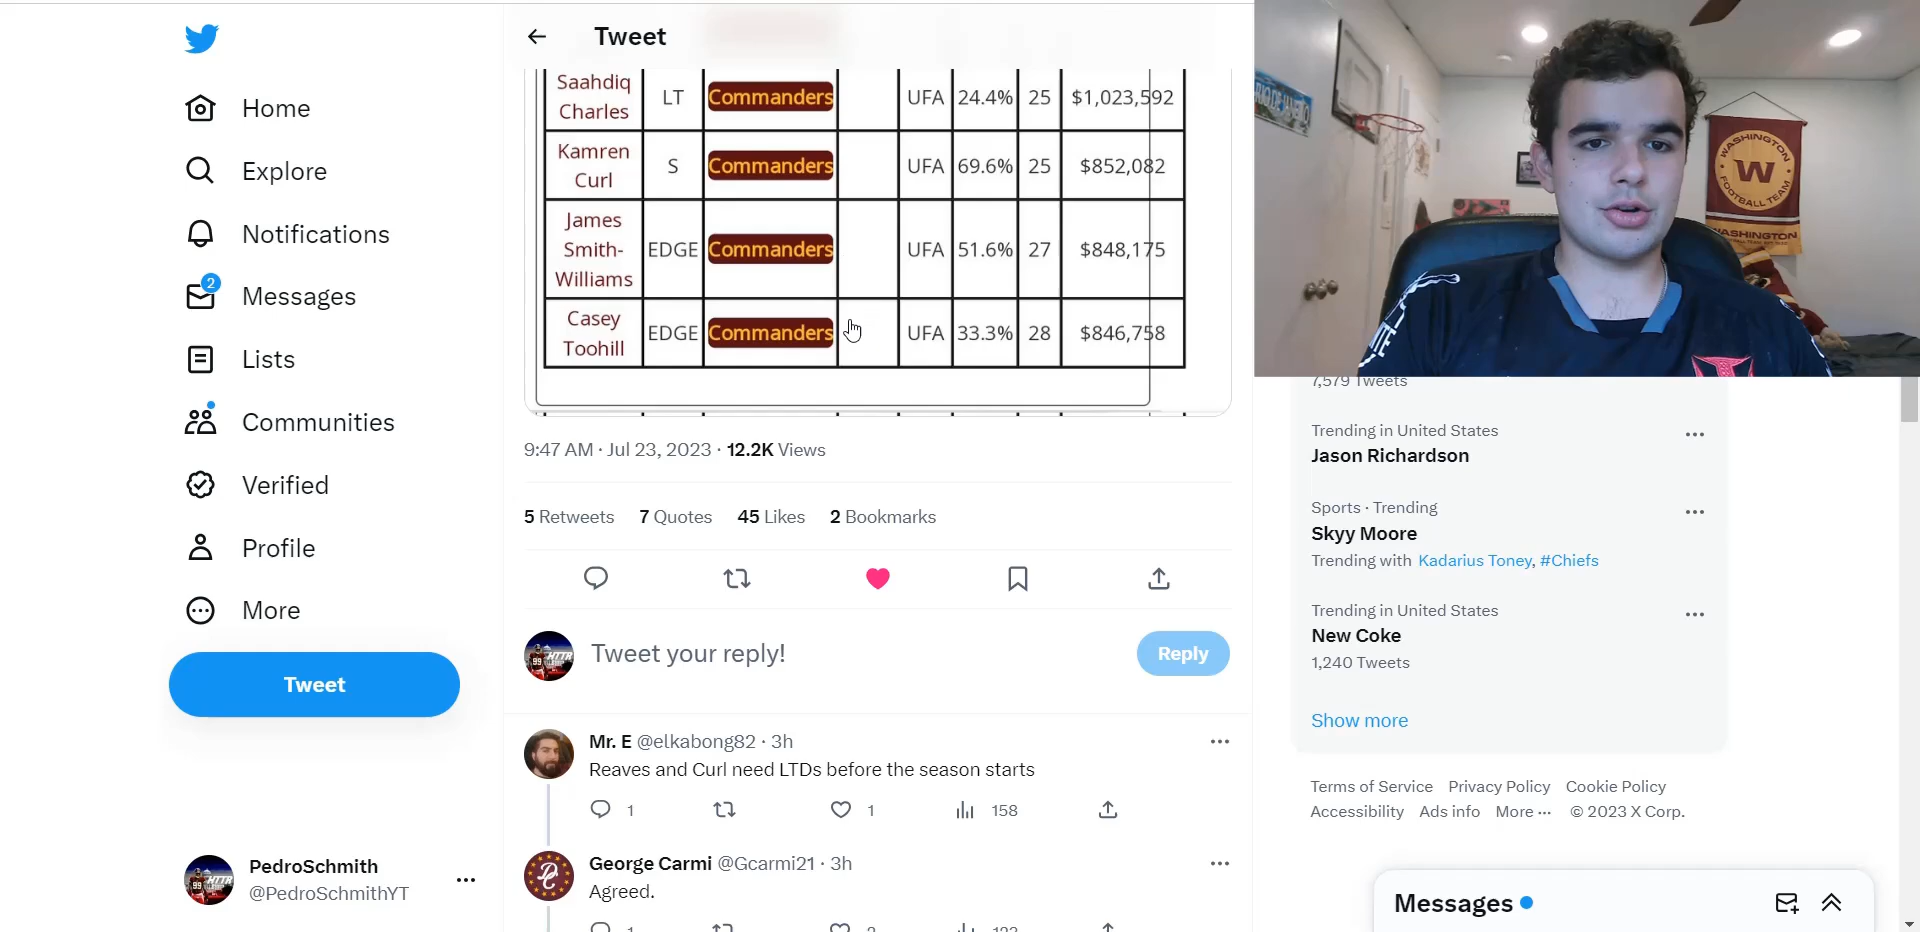 Tweet
Home
Explore
Notifications
2
Messages
Lists
Communities
Verified
Profile
More
Tweet
PedroSchmith
@PedroSchmithYT
Saahdiq Charles LT Commanders UFA 24.4% 25 $1,023,592
Kamren Curl S Commanders UFA 69.6% 25 $852,082
James Smith-Williams EDGE Commanders UFA 51.6% 27 $848,175
Casey Toohill EDGE Commanders UFA 33.3% 28 $846,758
9:47 AM · Jul 23, 2023 · 12.2K Views
5 Retweets 7 Quotes 45 Likes 2 Bookmarks
Tweet your reply!
Reply
Mr. E @elkabong82 · 3h
Reaves and Curl need LTDs before the season starts
1 1 158
George Carmi @Gcarmi21 · 3h
Agreed.
WASHINGTON
W
FOOTBALL TEAM
WASHINGTON
7,579 Tweets
Trending in United States
Jason Richardson
Sports · Trending
Skyy Moore
Trending with Kadarius Toney, #Chiefs
Trending in United States
New Coke
1,240 Tweets
Show more
Terms of Service Privacy Policy Cookie Policy
Accessibility Ads info More ··· © 2023 X Corp.
Messages